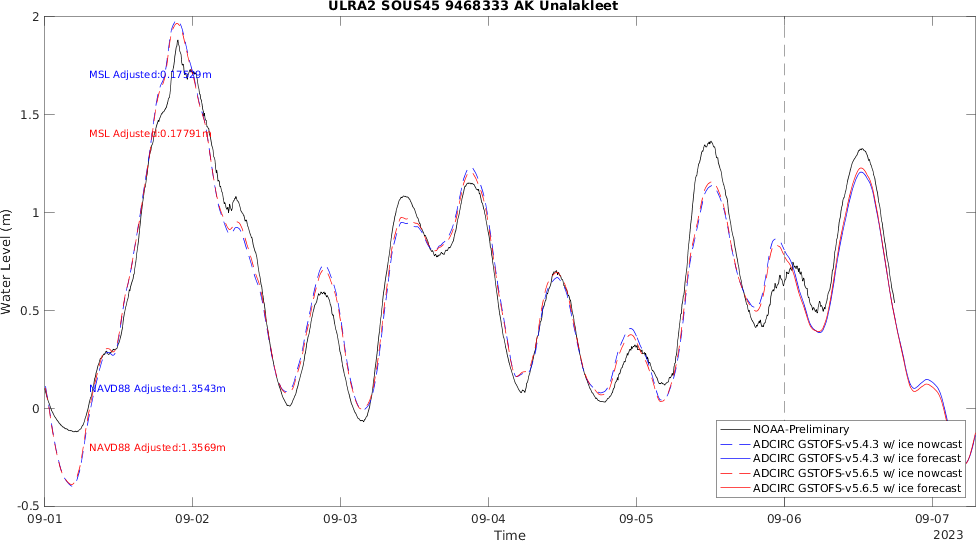 ULRA2 SOUS45 9468333 AK Unalakleet
2
MSL Adjusted:0.17529m
1.5
MSL Adjusted:0.17791m
1
Water Level (m)
0.5
NAVD88 Adjusted:1.3543m
0
NAVD88 Adjusted:1.3569m
NOAA-Preliminary
ADCIRC GSTOFS-v5.4.3 w/ ice nowcast
ADCIRC GSTOFS-v5.4.3 w/ ice forecast
ADCIRC GSTOFS-v5.6.5 w/ ice nowcast
ADCIRC GSTOFS-v5.6.5 w/ ice forecast
-0.5
09-01 09-02 09-03 09-04 09-05 09-06 09-07
Time
2023